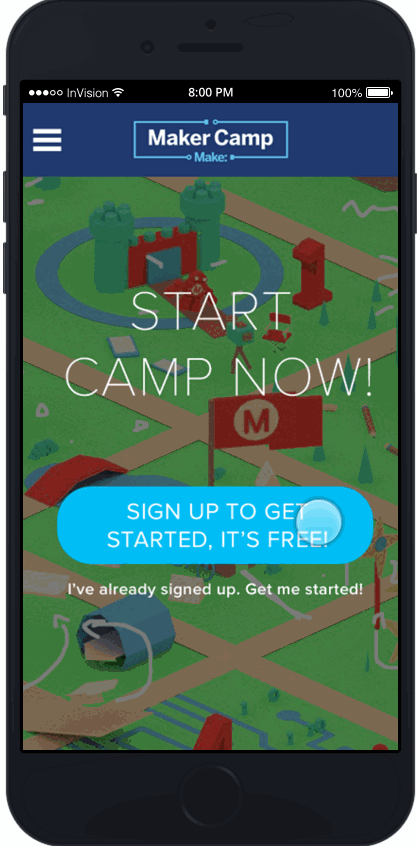 InVision 8:00 PM 100%
Maker Camp
Make:
START
CAMP NOW!
M
SIGN UP TO GET
STARTED, IT'S FREE!
I've already signed up. Get me started!